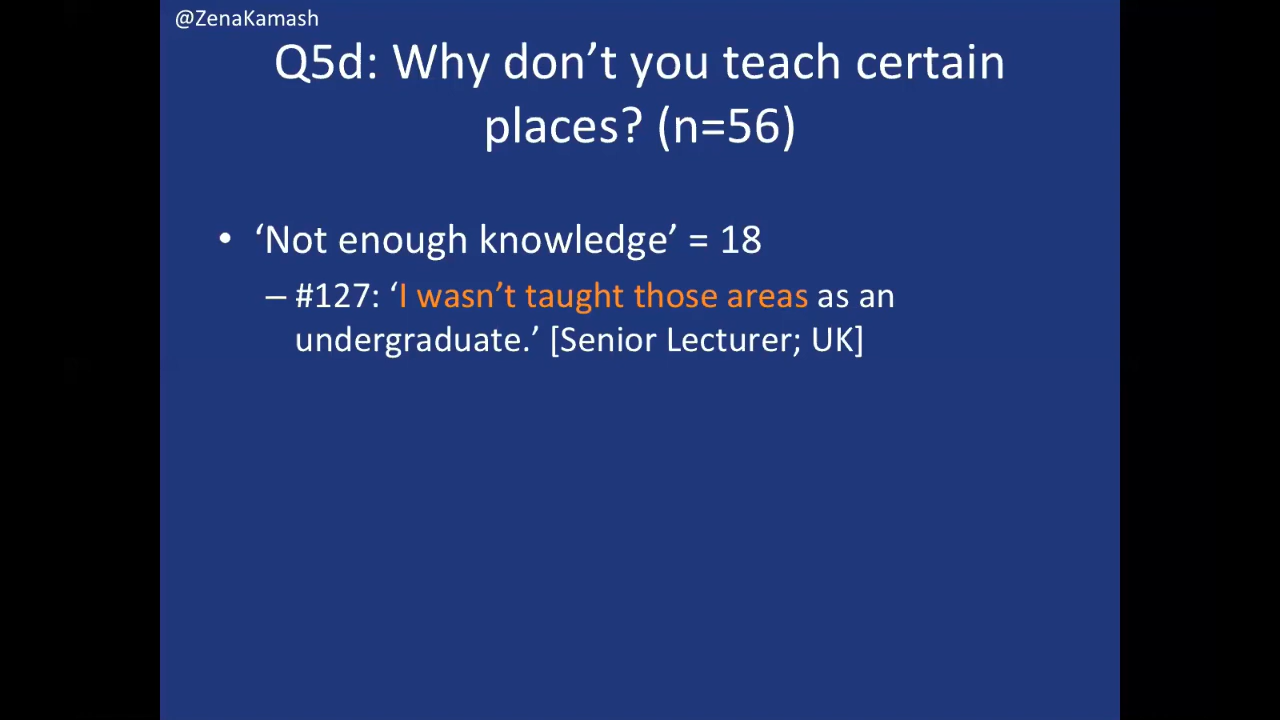 @ZenaKamash
Q5d: Why don’t you teach certain
places? (n=56)
• ‘Not enough knowledge’ = 18
– #127: ‘I wasn’t taught those areas as an
undergraduate.’ [Senior Lecturer; UK]